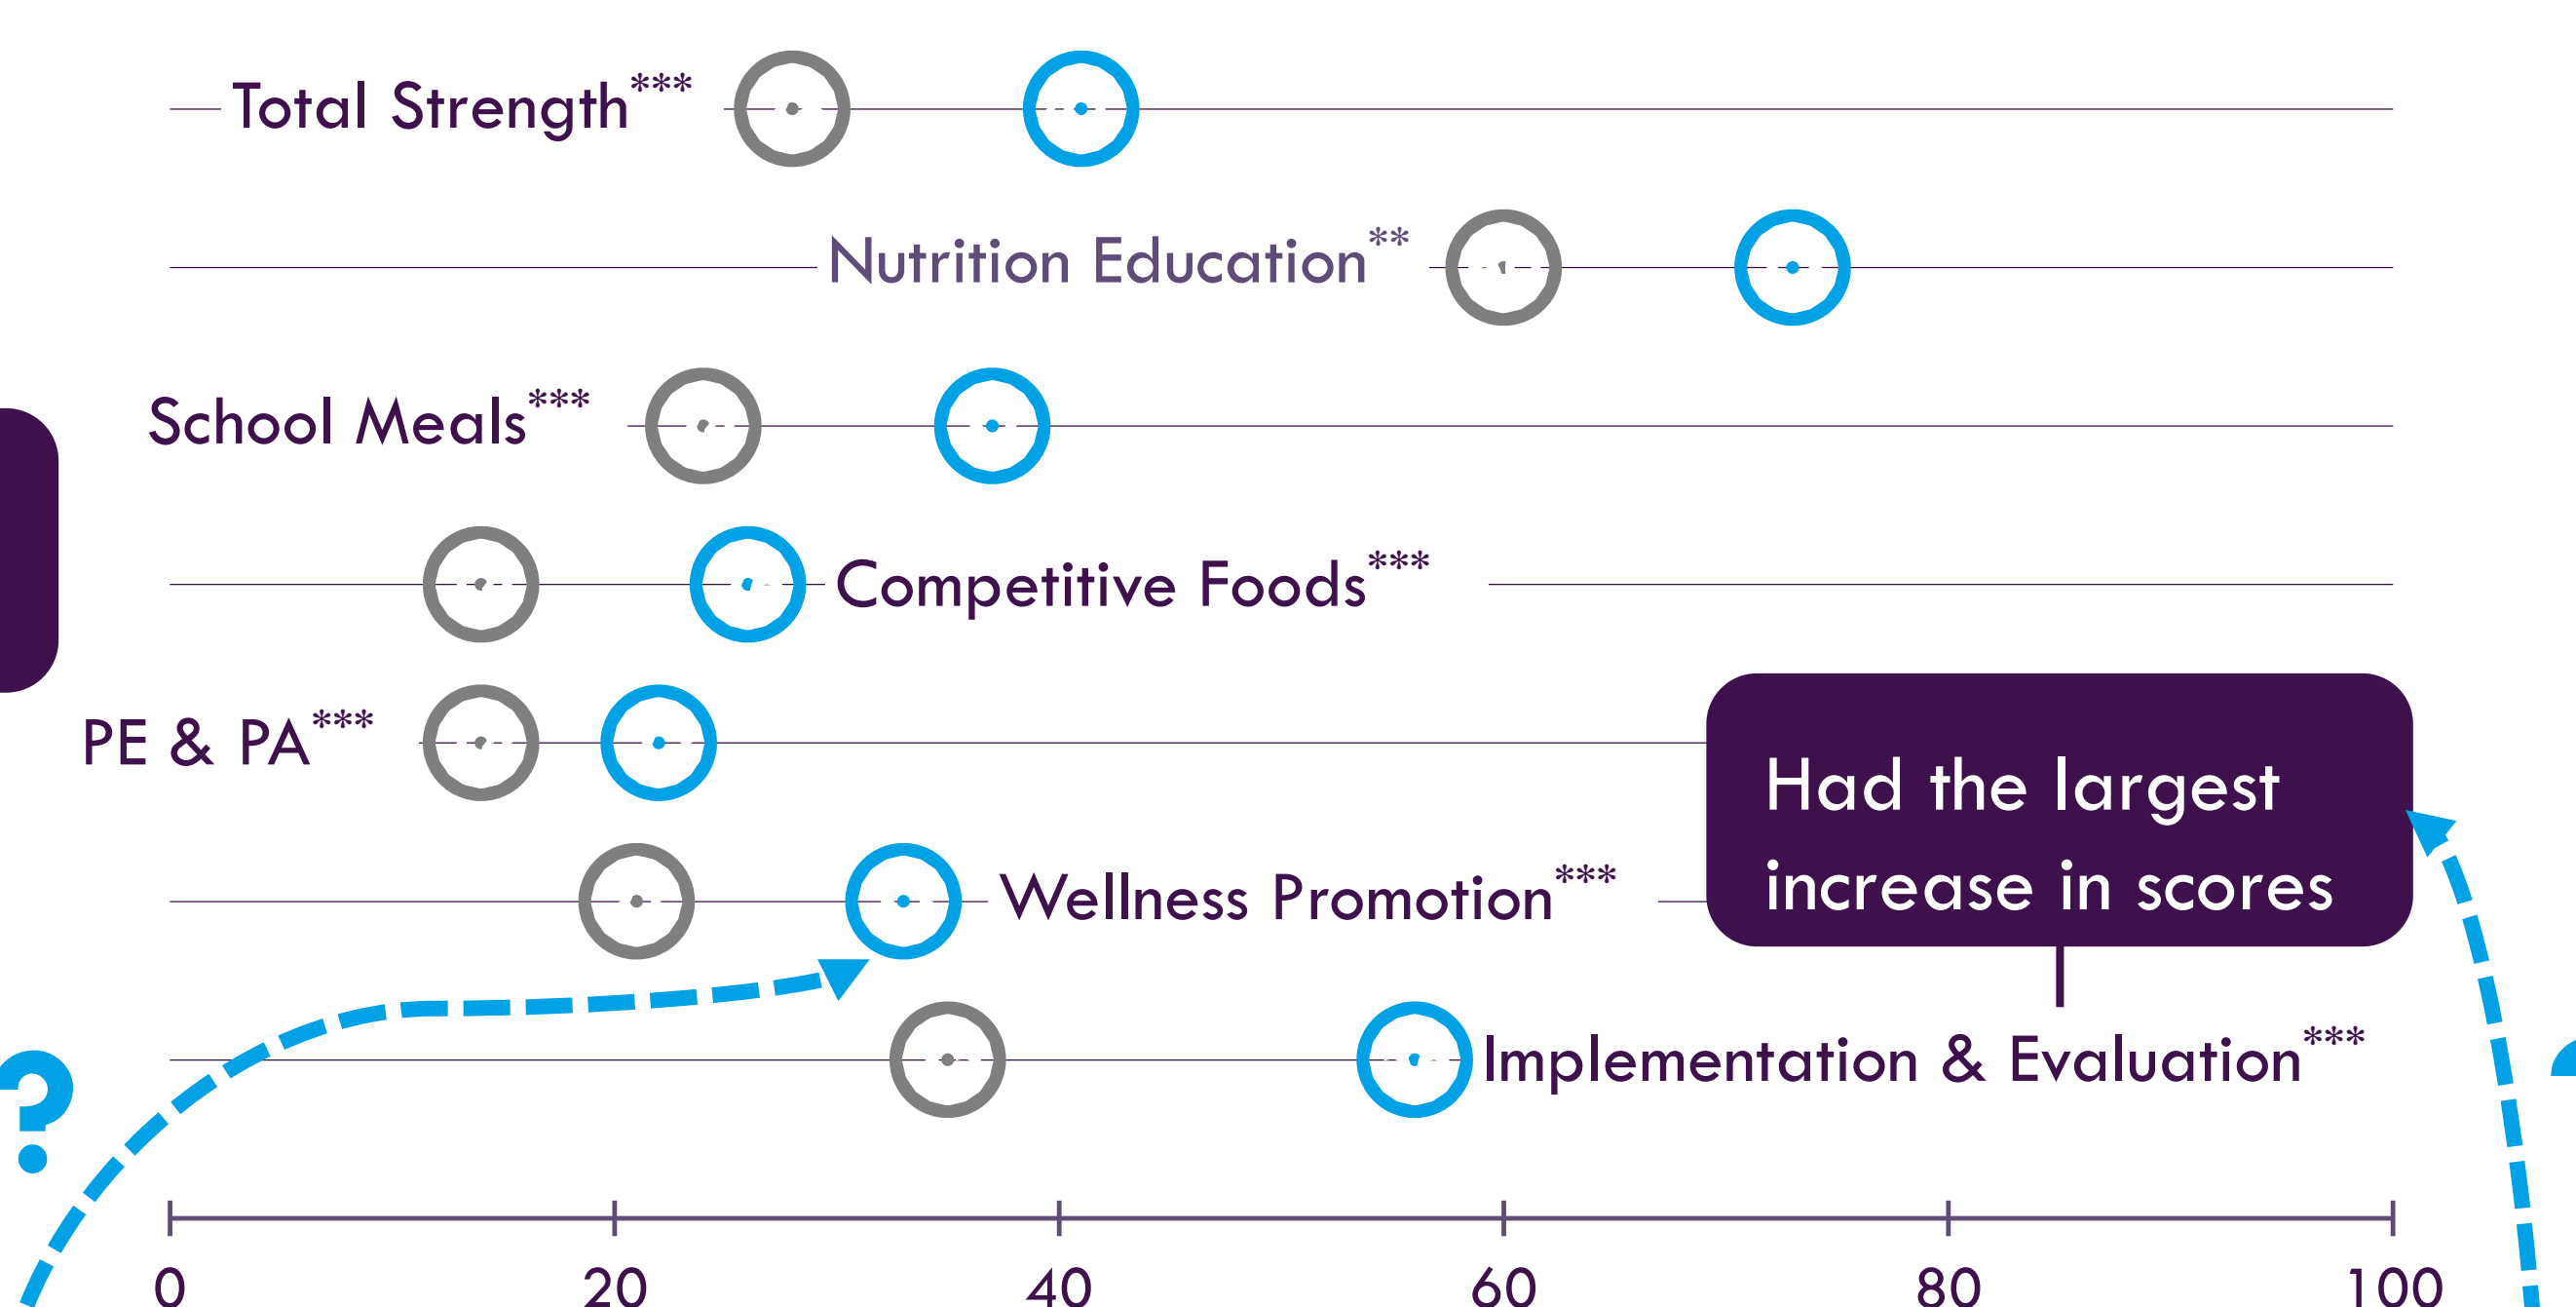 Total Strength***
Nutrition Education**
School Meals***
Competitive Foods***
PE & PA***
Had the largest
increase in scores
Wellness Promotion***
Implementation & Evaluation***
?
0 20 40 60 80 100